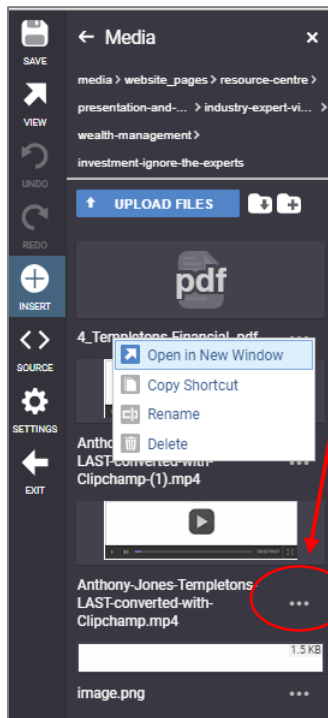 SAVE
VIEW
UNDO
REDO
INSERT
SOURCE
SETTINGS
EXIT
← Media ×
media > website_pages > resource-centre >
presentation-and-... > industry-expert-vi... >
wealth-management >
investment-ignore-the-experts
UPLOAD FILES
pdf
4_Templetons Financial .pdf ...
Open in New Window
Copy Shortcut
Rename
Delete
LAST-converted-with-
Clipchamp-(1).mp4 ...
Anthony-Jones-Templetons-
LAST-converted-with-
Clipchamp.mp4 ...
1.5 KB
image.png ...